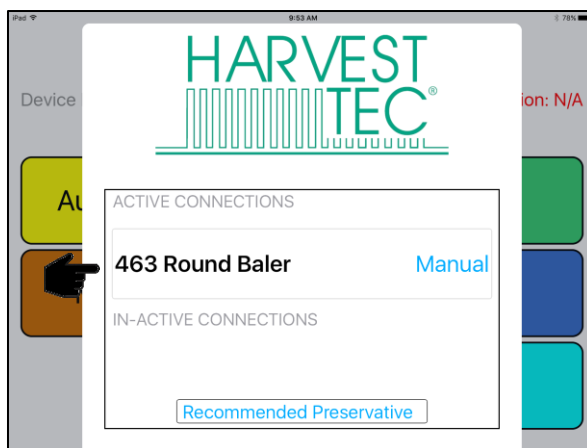 iPad
9:53 AM
78%
HARVEST
TEC®
Device
ion: N/A
Au
ACTIVE CONNECTIONS
463 Round Baler
Manual
IN-ACTIVE CONNECTIONS
Recommended Preservative